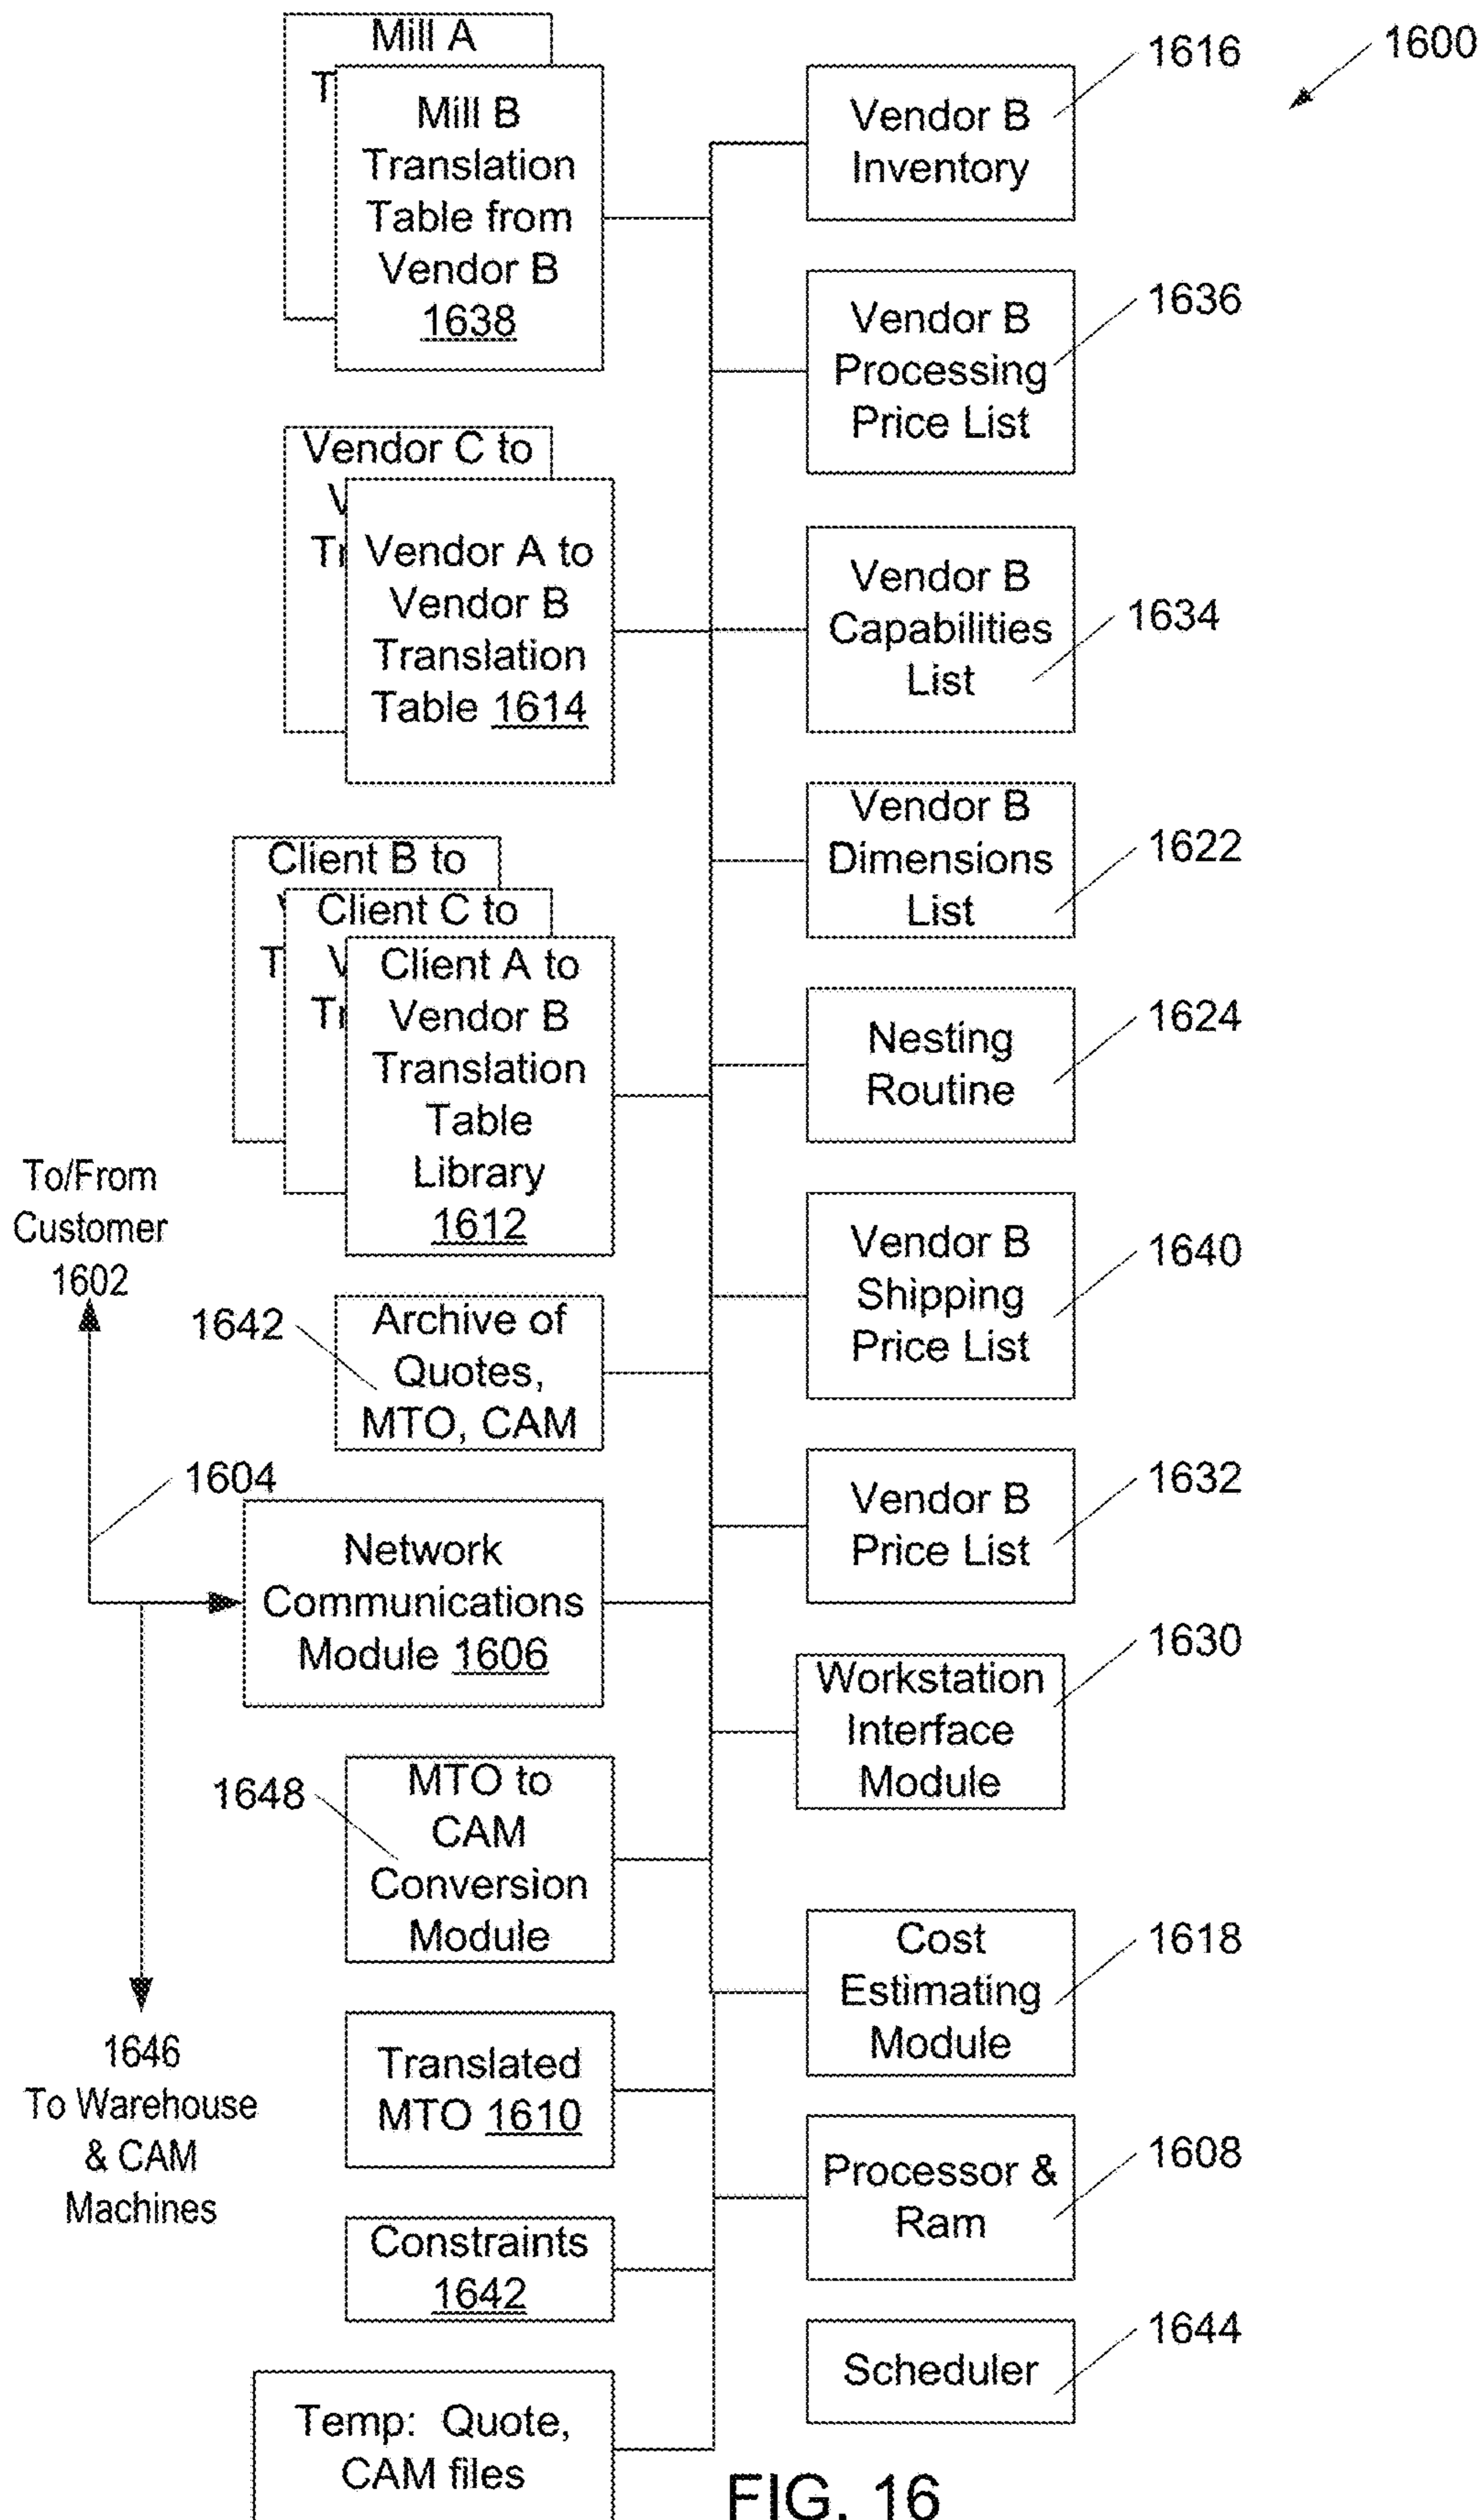 Mill A
T
Mill B
Translation
Table from
Vendor B
1638
Vendor C to
V
Tr
Vendor A to
Vendor B
Translation
Table 1614
Client B to
V
T
Client C to
V
Tr
Client A to
Vendor B
Translation
Table
Library
1612
To/From
Customer
1602
1642
Archive of
Quotes,
MTO, CAM
1604
Network
Communications
Module 1606
1648
MTO to
CAM
Conversion
Module
1646
To Warehouse
& CAM
Machines
Translated
MTO 1610
Constraints
1642
Temp: Quote,
CAM files
1600
1616
Vendor B
Inventory
1636
Vendor B
Processing
Price List
1634
Vendor B
Capabilities
List
1622
Vendor B
Dimensions
List
1624
Nesting
Routine
1640
Vendor B
Shipping
Price List
1632
Vendor B
Price List
1630
Workstation
Interface
Module
1618
Cost
Estimating
Module
1608
Processor &
Ram
1644
Scheduler
FIG. 16